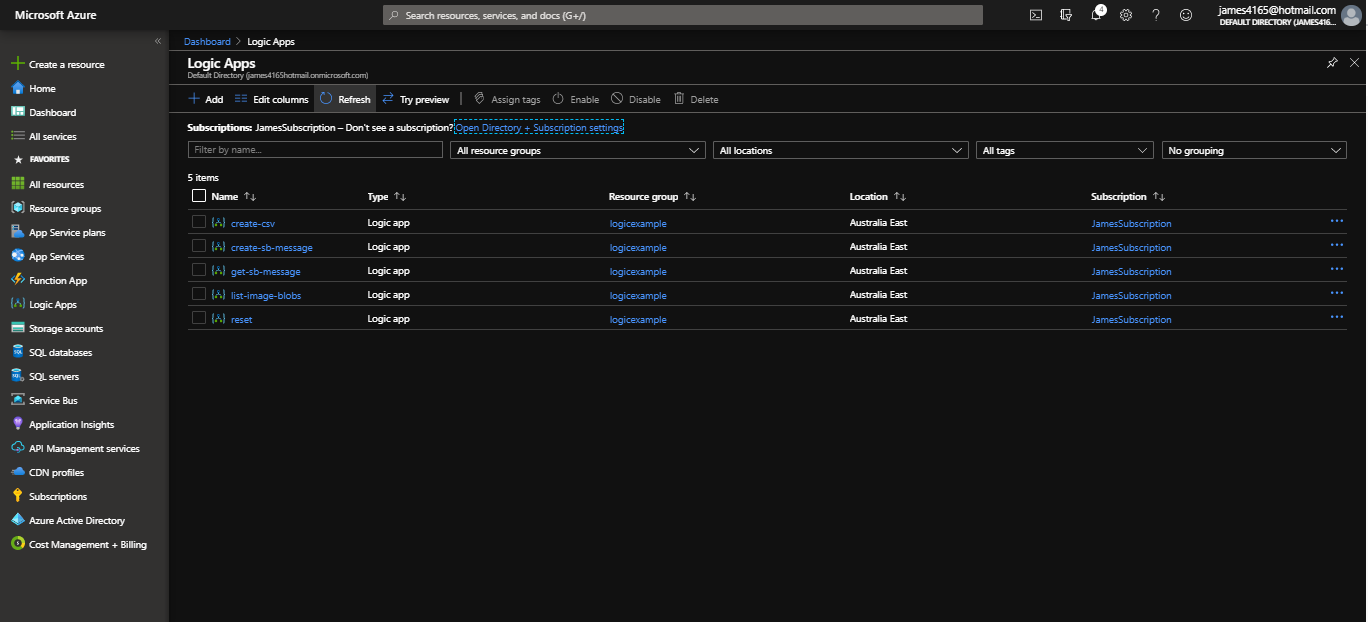 Microsoft Azure
Search resources, services, and docs (G+/)
4
james4165@hotmail.com
DEFAULT DIRECTORY (JAMES416...
«
Create a resource
Home
Dashboard
All services
FAVORITES
All resources
Resource groups
App Service plans
App Services
Function App
Logic Apps
Storage accounts
SQL databases
SQL servers
Service Bus
Application Insights
API Management services
CDN profiles
Subscriptions
Azure Active Directory
Cost Management + Billing
Dashboard > Logic Apps
Logic Apps
Default Directory (james4165hotmail.onmicrosoft.com)
Add Edit columns Refresh Try preview Assign tags Enable Disable Delete
Subscriptions: JamesSubscription – Don't see a subscription? Open Directory + Subscription settings
Filter by name... All resource groups All locations All tags No grouping
5 items
Name Type Resource group Location Subscription
create-csv Logic app logicexample Australia East JamesSubscription
create-sb-message Logic app logicexample Australia East JamesSubscription
get-sb-message Logic app logicexample Australia East JamesSubscription
list-image-blobs Logic app logicexample Australia East JamesSubscription
reset Logic app logicexample Australia East JamesSubscription